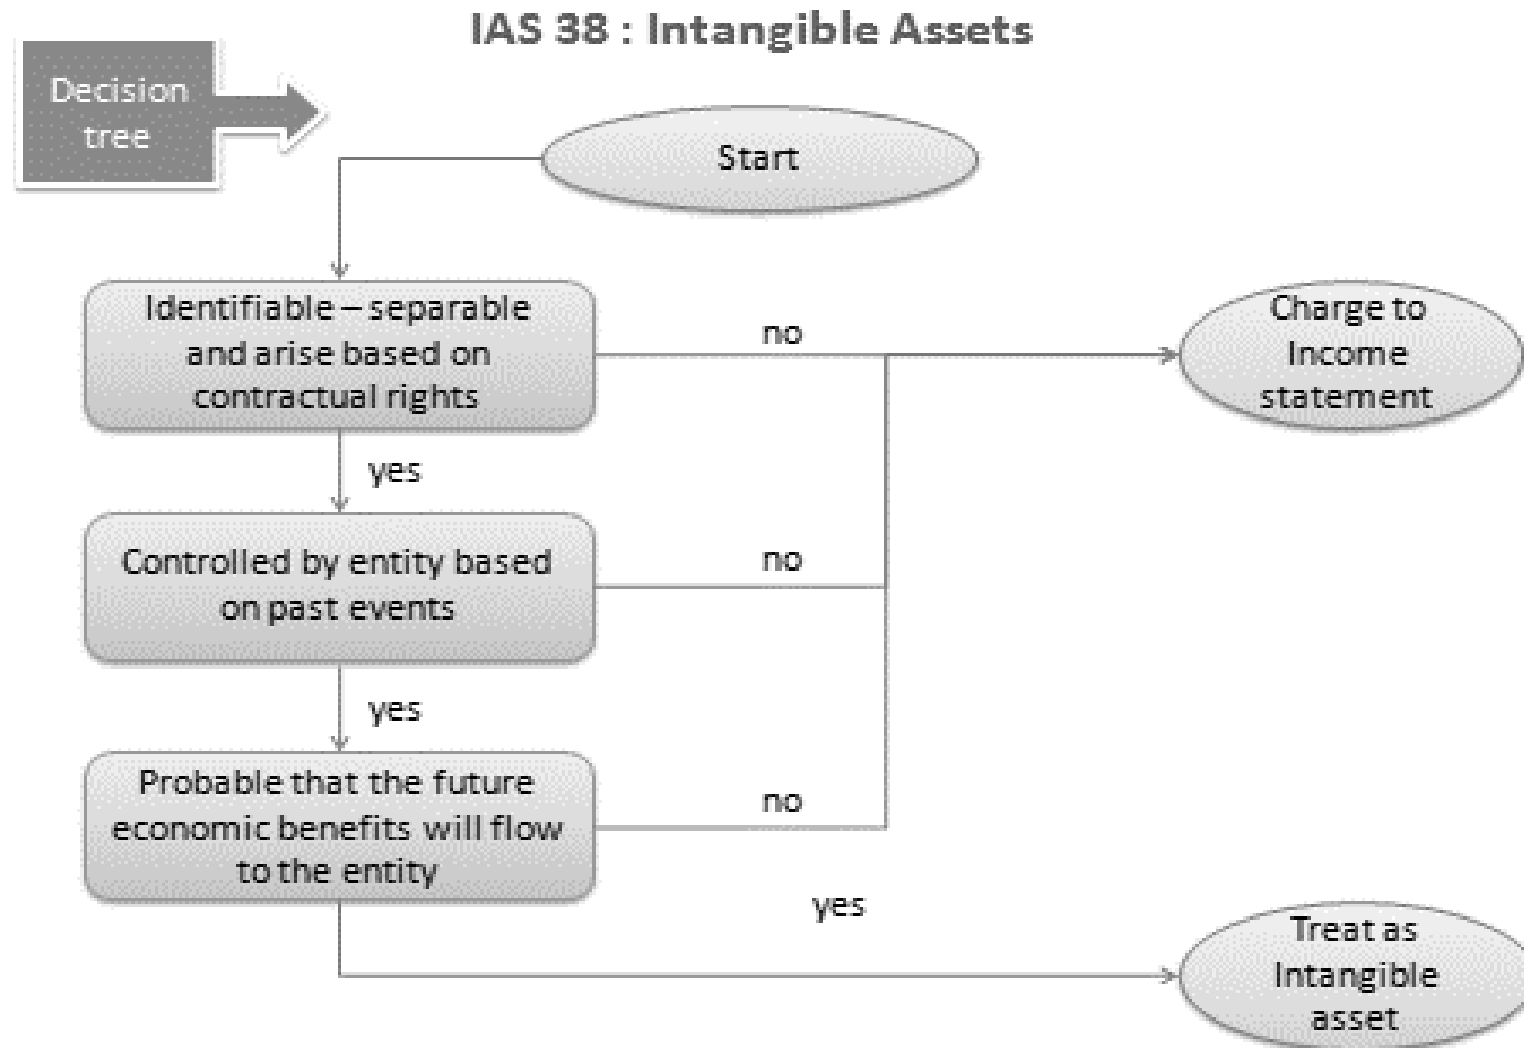 IAS 38 : Intangible Assets
Decision
tree
Start
Identifiable – separable
and arise based on
contractual rights
no
Charge to
Income
statement
yes
Controlled by entity based
on past events
no
yes
Probable that the future
economic benefits will flow
to the entity
no
yes
Treat as
Intangible
asset